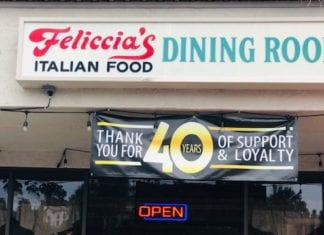 Feliccia's
ITALIAN FOOD
DINING ROO
THANK YOU FOR
40
YEARS
OF SUPPORT
& LOYALTY
OPEN